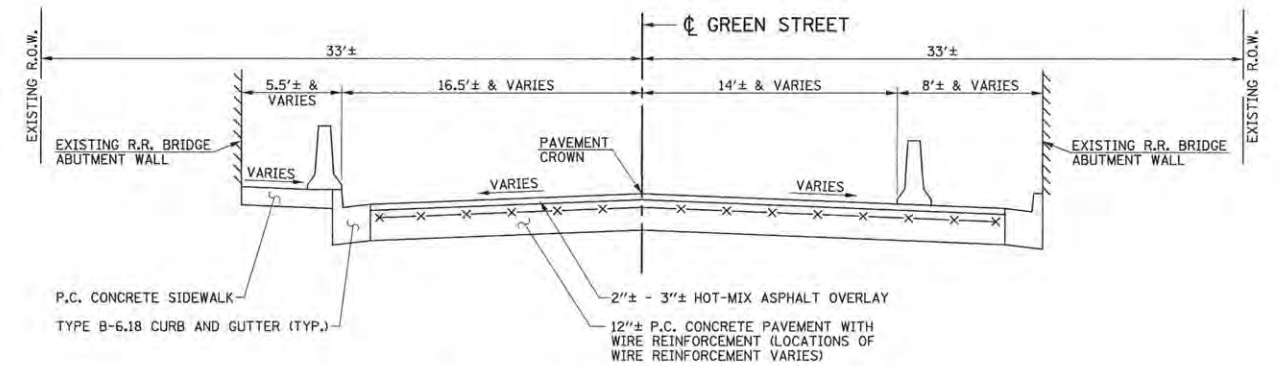 ℄ GREEN STREET
EXISTING R.O.W.
33'±
33'±
EXISTING R.O.W.
5.5'± &
VARIES
16.5'± & VARIES
14'± & VARIES
8'± & VARIES
EXISTING R.R. BRIDGE
ABUTMENT WALL
PAVEMENT
CROWN
EXISTING R.R. BRIDGE
ABUTMENT WALL
VARIES
VARIES
VARIES
P.C. CONCRETE SIDEWALK
TYPE B-6.18 CURB AND GUTTER (TYP.)
2"± - 3"± HOT-MIX ASPHALT OVERLAY
12"± P.C. CONCRETE PAVEMENT WITH
WIRE REINFORCEMENT (LOCATIONS OF
WIRE REINFORCEMENT VARIES)